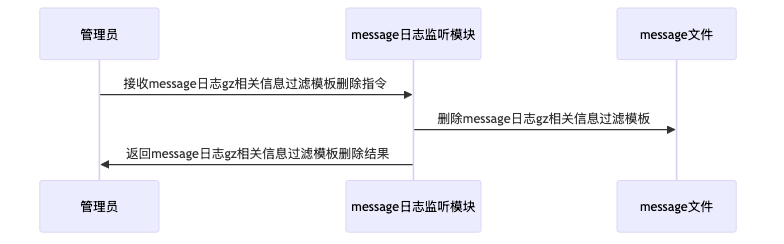 管理员
message日志监听模块
message文件
接收message日志gz相关信息过滤模板删除指令
删除message日志gz相关信息过滤模板
返回message日志gz相关信息过滤模板删除结果
管理员
message日志监听模块
message文件